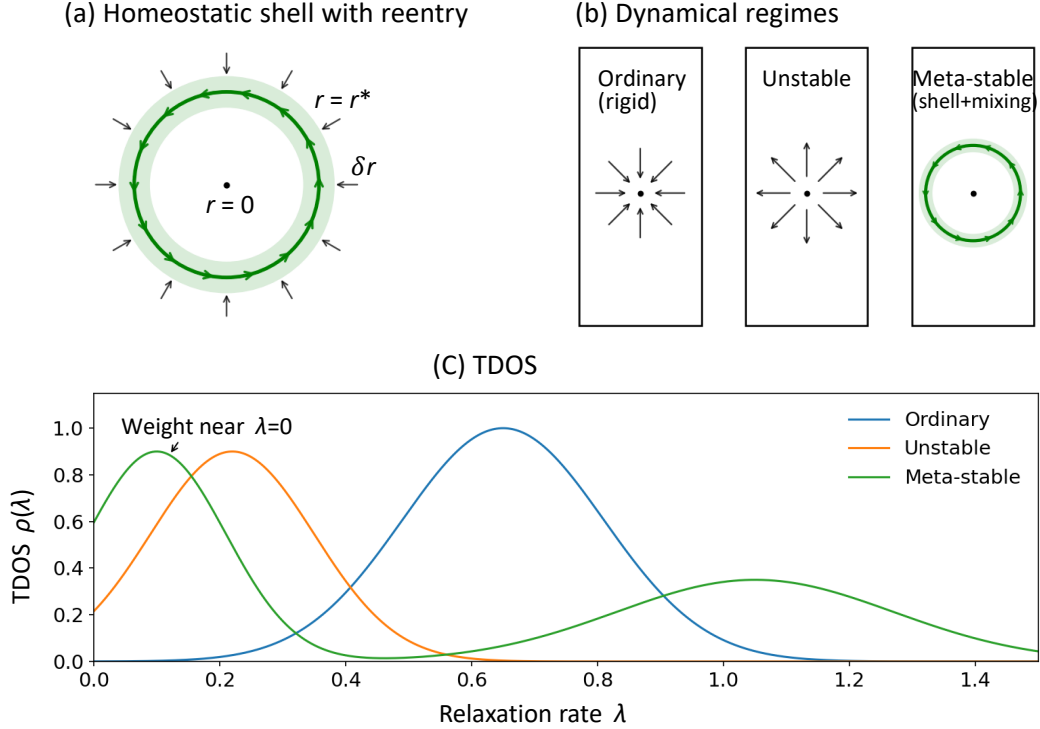 (a) Homeostatic shell with reentry
r = r*
δr
r = 0
(b) Dynamical regimes
Ordinary
(rigid)
Unstable
Meta-stable
(shell+mixing)
(C) TDOS
Weight near λ=0
Ordinary
Unstable
Meta-stable
TDOS ρ(λ)
1.0
0.8
0.6
0.4
0.2
0.0
0.0 0.2 0.4 0.6 0.8 1.0 1.2 1.4
Relaxation rate λ